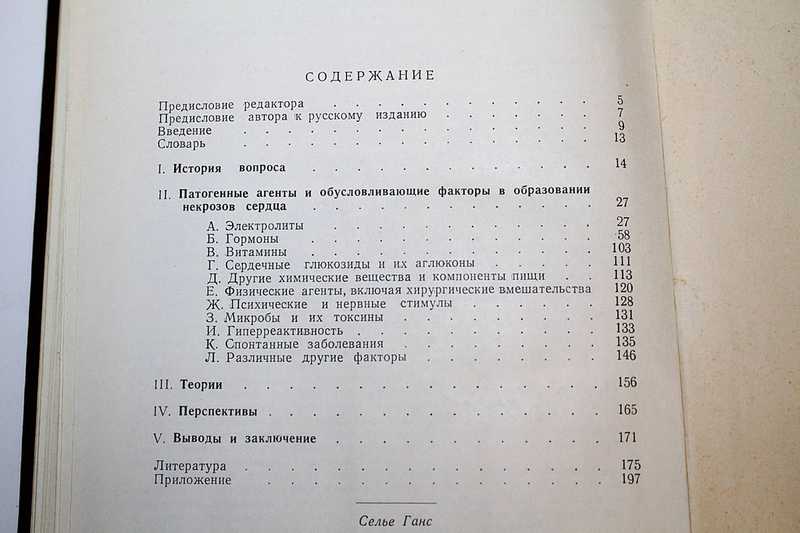 СОДЕРЖАНИЕ
Предисловие редактора . . . . . . . . . . . . 5
Предисловие автора к русскому изданию . . . . . . . 7
Введение . . . . . . . . . . . . . . . 9
Словарь . . . . . . . . . . . . . . . 13
I. История вопроса . . . . . . . . . . . . . 14
II. Патогенные агенты и обусловливающие факторы в образовании
некрозов сердца . . . . . . . . . . . . . 27
А. Электролиты . . . . . . . . . . . . 27
Б. Гормоны . . . . . . . . . . . . . 58
В. Витамины . . . . . . . . . . . . . 103
Г. Сердечные глюкозиды и их аглюконы . . . . . 111
Д. Другие химические вещества и компоненты пищи . . 113
Е. Физические агенты, включая хирургические вмешательства 120
Ж. Психические и нервные стимулы . . . . . . 128
З. Микробы и их токсины . . . . . . . . . 131
И. Гиперреактивность . . . . . . . . . . . 133
К. Спонтанные заболевания . . . . . . . . . 135
Л. Различные другие факторы . . . . . . . . 146
III. Теории . . . . . . . . . . . . . . . 156
IV. Перспективы . . . . . . . . . . . . . . 165
V. Выводы и заключение . . . . . . . . . . . 171
Литература . . . . . . . . . . . . . . . 175
Приложение . . . . . . . . . . . . . . 197
Селье Ганс